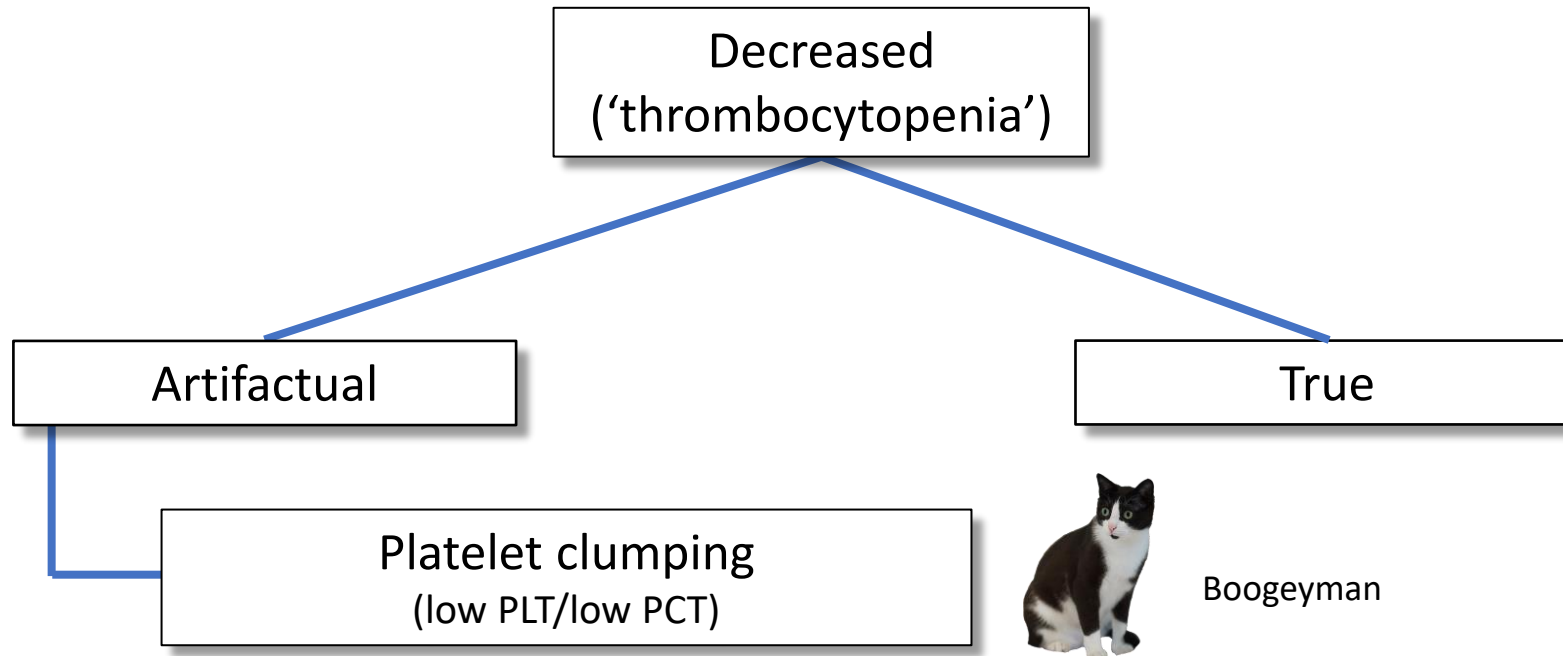 Decreased
(‘thrombocytopenia’)
Artifactual
True
Platelet clumping
(low PLT/low PCT)
Boogeyman